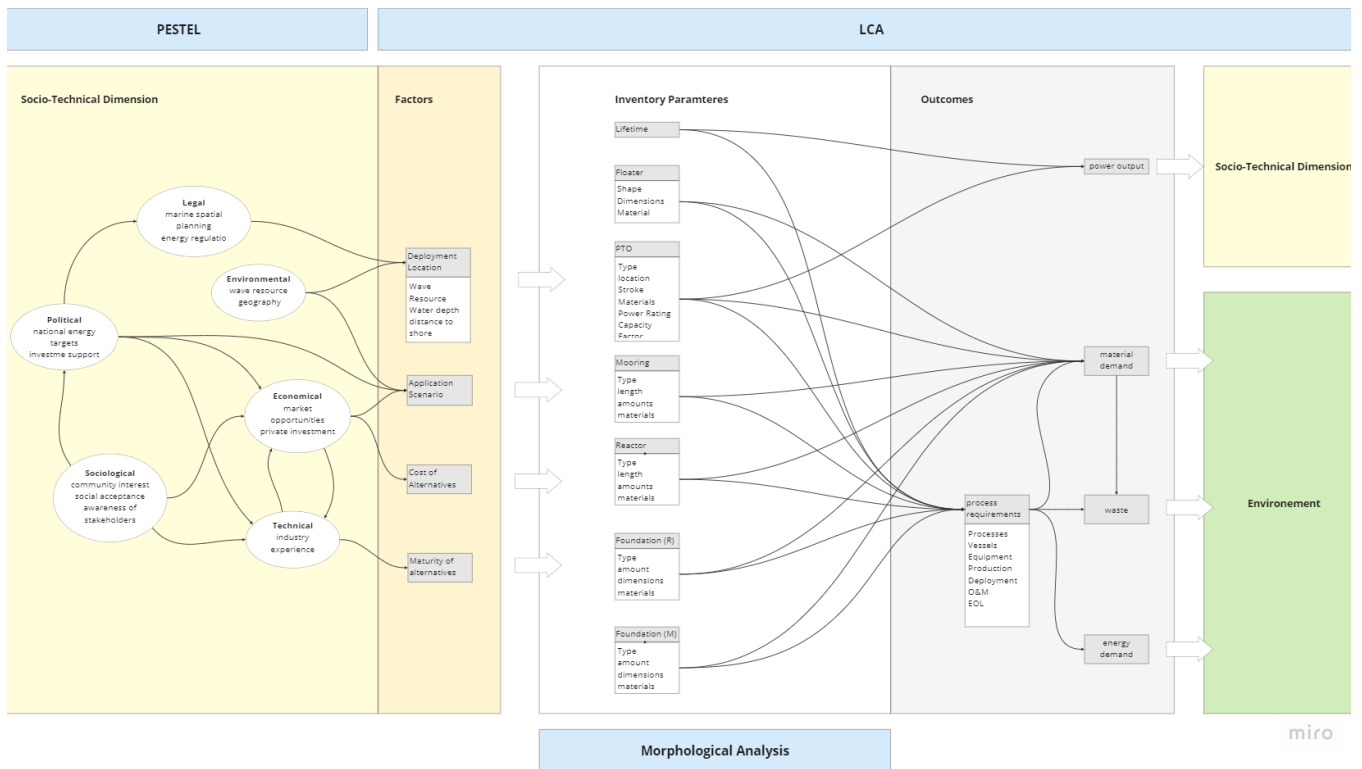 PESTEL
LCA
Socio-Technical Dimension
Factors
Inventory Paramteres
Outcomes
Legal
marine spatial
planning
energy regulatio
Environmental
wave resource
geography
Political
national energy
targets
investme support
Economical
market
opportunities
private investment
Sociological
community interest
social acceptance
awareness of
stakeholders
Technical
industry
experience
Deployment
Location
Wave
Resource
Water depth
distance to
shore
Application
Scenario
Cost of
Alternatives
Maturity of
alternatives
Lifetime
Floater
Shape
Dimensions
Material
PTO
Type
location
Stroke
Materials
Power Rating
Capacity
Factor
Mooring
Type
length
amounts
materials
Reactor
Type
length
amounts
materials
Foundation (R)
Type
amount
dimensions
materials
Foundation (M)
Type
amount
dimensions
materials
power output
material
demand
process
requirements
Processes
Vessels
Equipment
Production
Deployment
O&M
EOL
waste
energy
demand
Socio-Technical Dimension
Environement
Morphological Analysis
miro